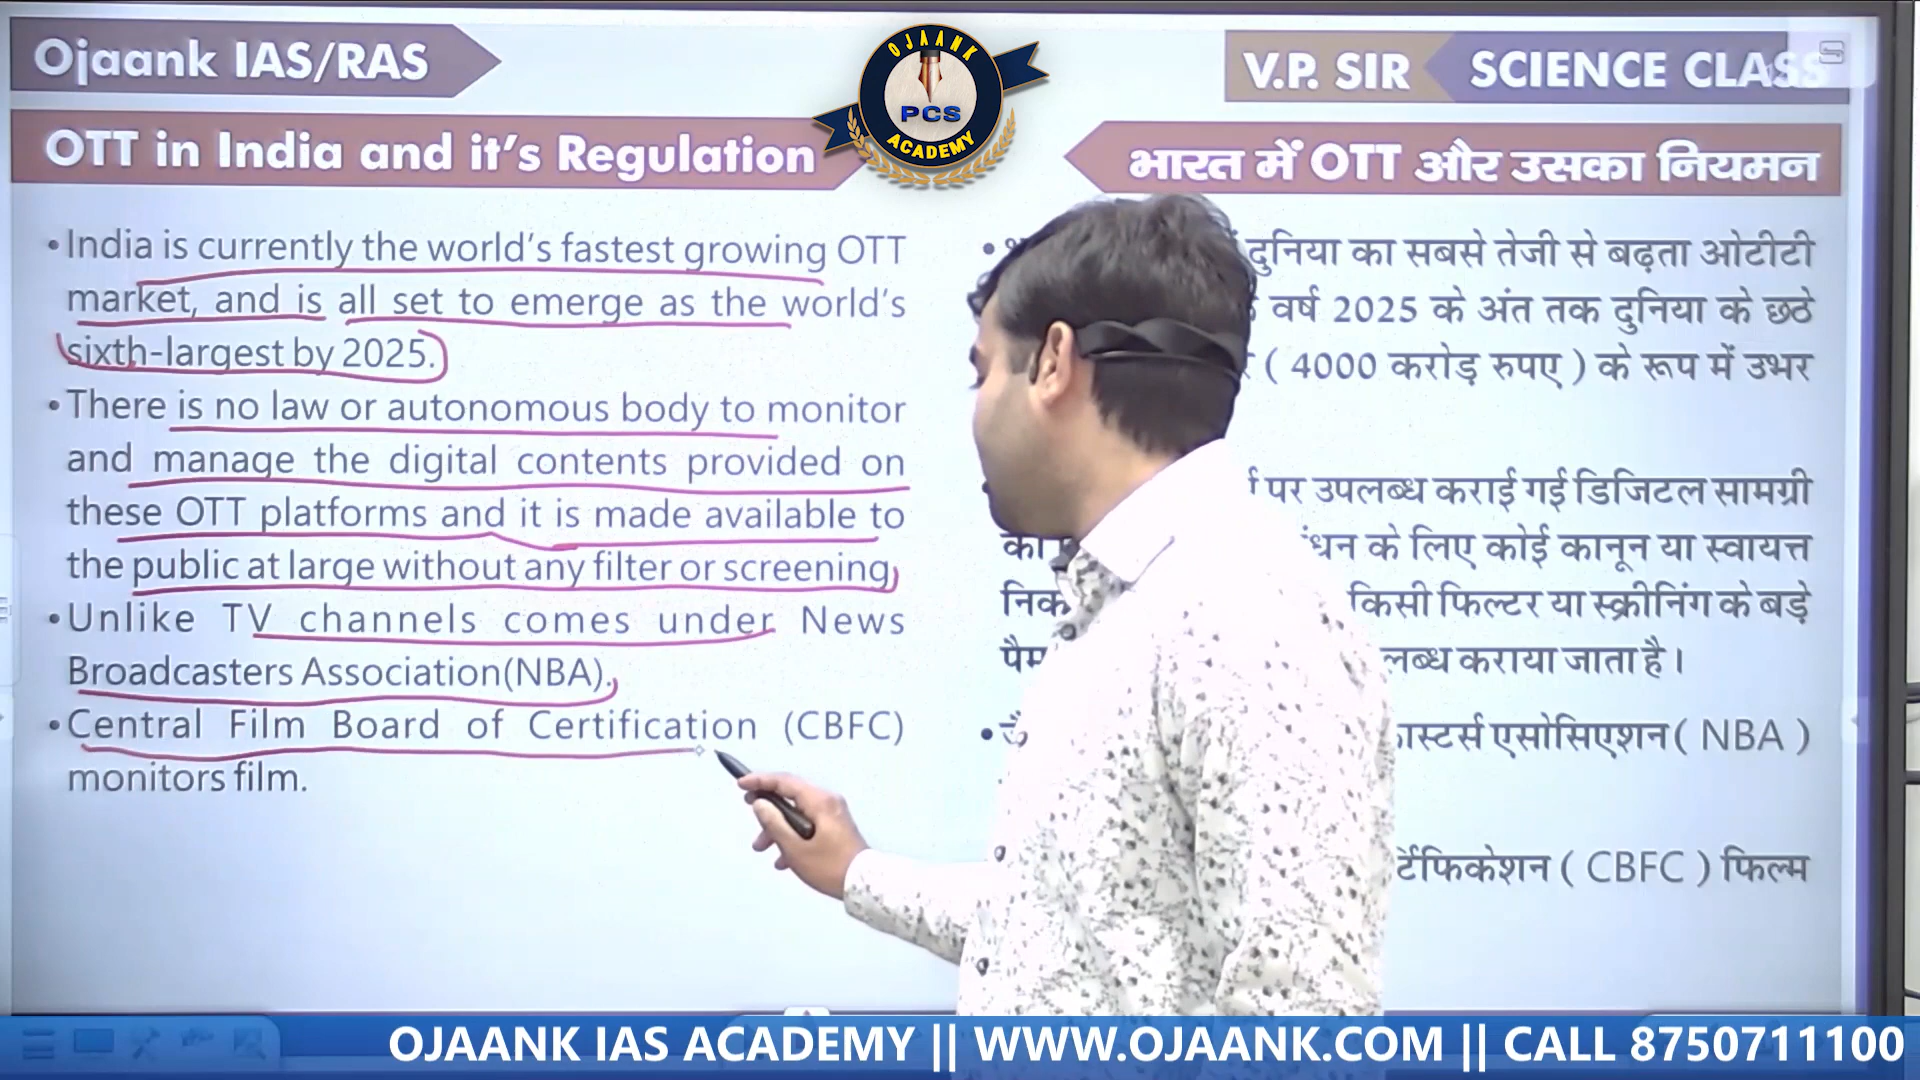 Ojaank IAS/RAS
OJAANK
PCS
ACADEMY
V.P. SIR
SCIENCE CLASS
OTT in India and it's Regulation
भारत में OTT और उसका नियमन
•India is currently the world's fastest growing OTT
market, and is all set to emerge as the world's
sixth-largest by 2025.
•There is no law or autonomous body to monitor
and manage the digital contents provided on
these OTT platforms and it is made available to
the public at large without any filter or screening,
•Unlike TV channels comes under News
Broadcasters Association(NBA).
•Central Film Board of Certification (CBFC)
monitors film.
दुनिया का सबसे तेजी से बढ़ता ओटीटी
वर्ष 2025 के अंत तक दुनिया के छठे
( 4000 करोड़ रुपए ) के रूप में उभर
पर उपलब्ध कराई गई डिजिटल सामग्री
के लिए कोई कानून या स्वायत्त
किसी फिल्टर या स्क्रीनिंग के बड़े
कराया जाता है।
एसोसिएशन ( NBA )
( CBFC ) फिल्म
OJAANK IAS ACADEMY || WWW.OJAANK.COM || CALL 8750711100